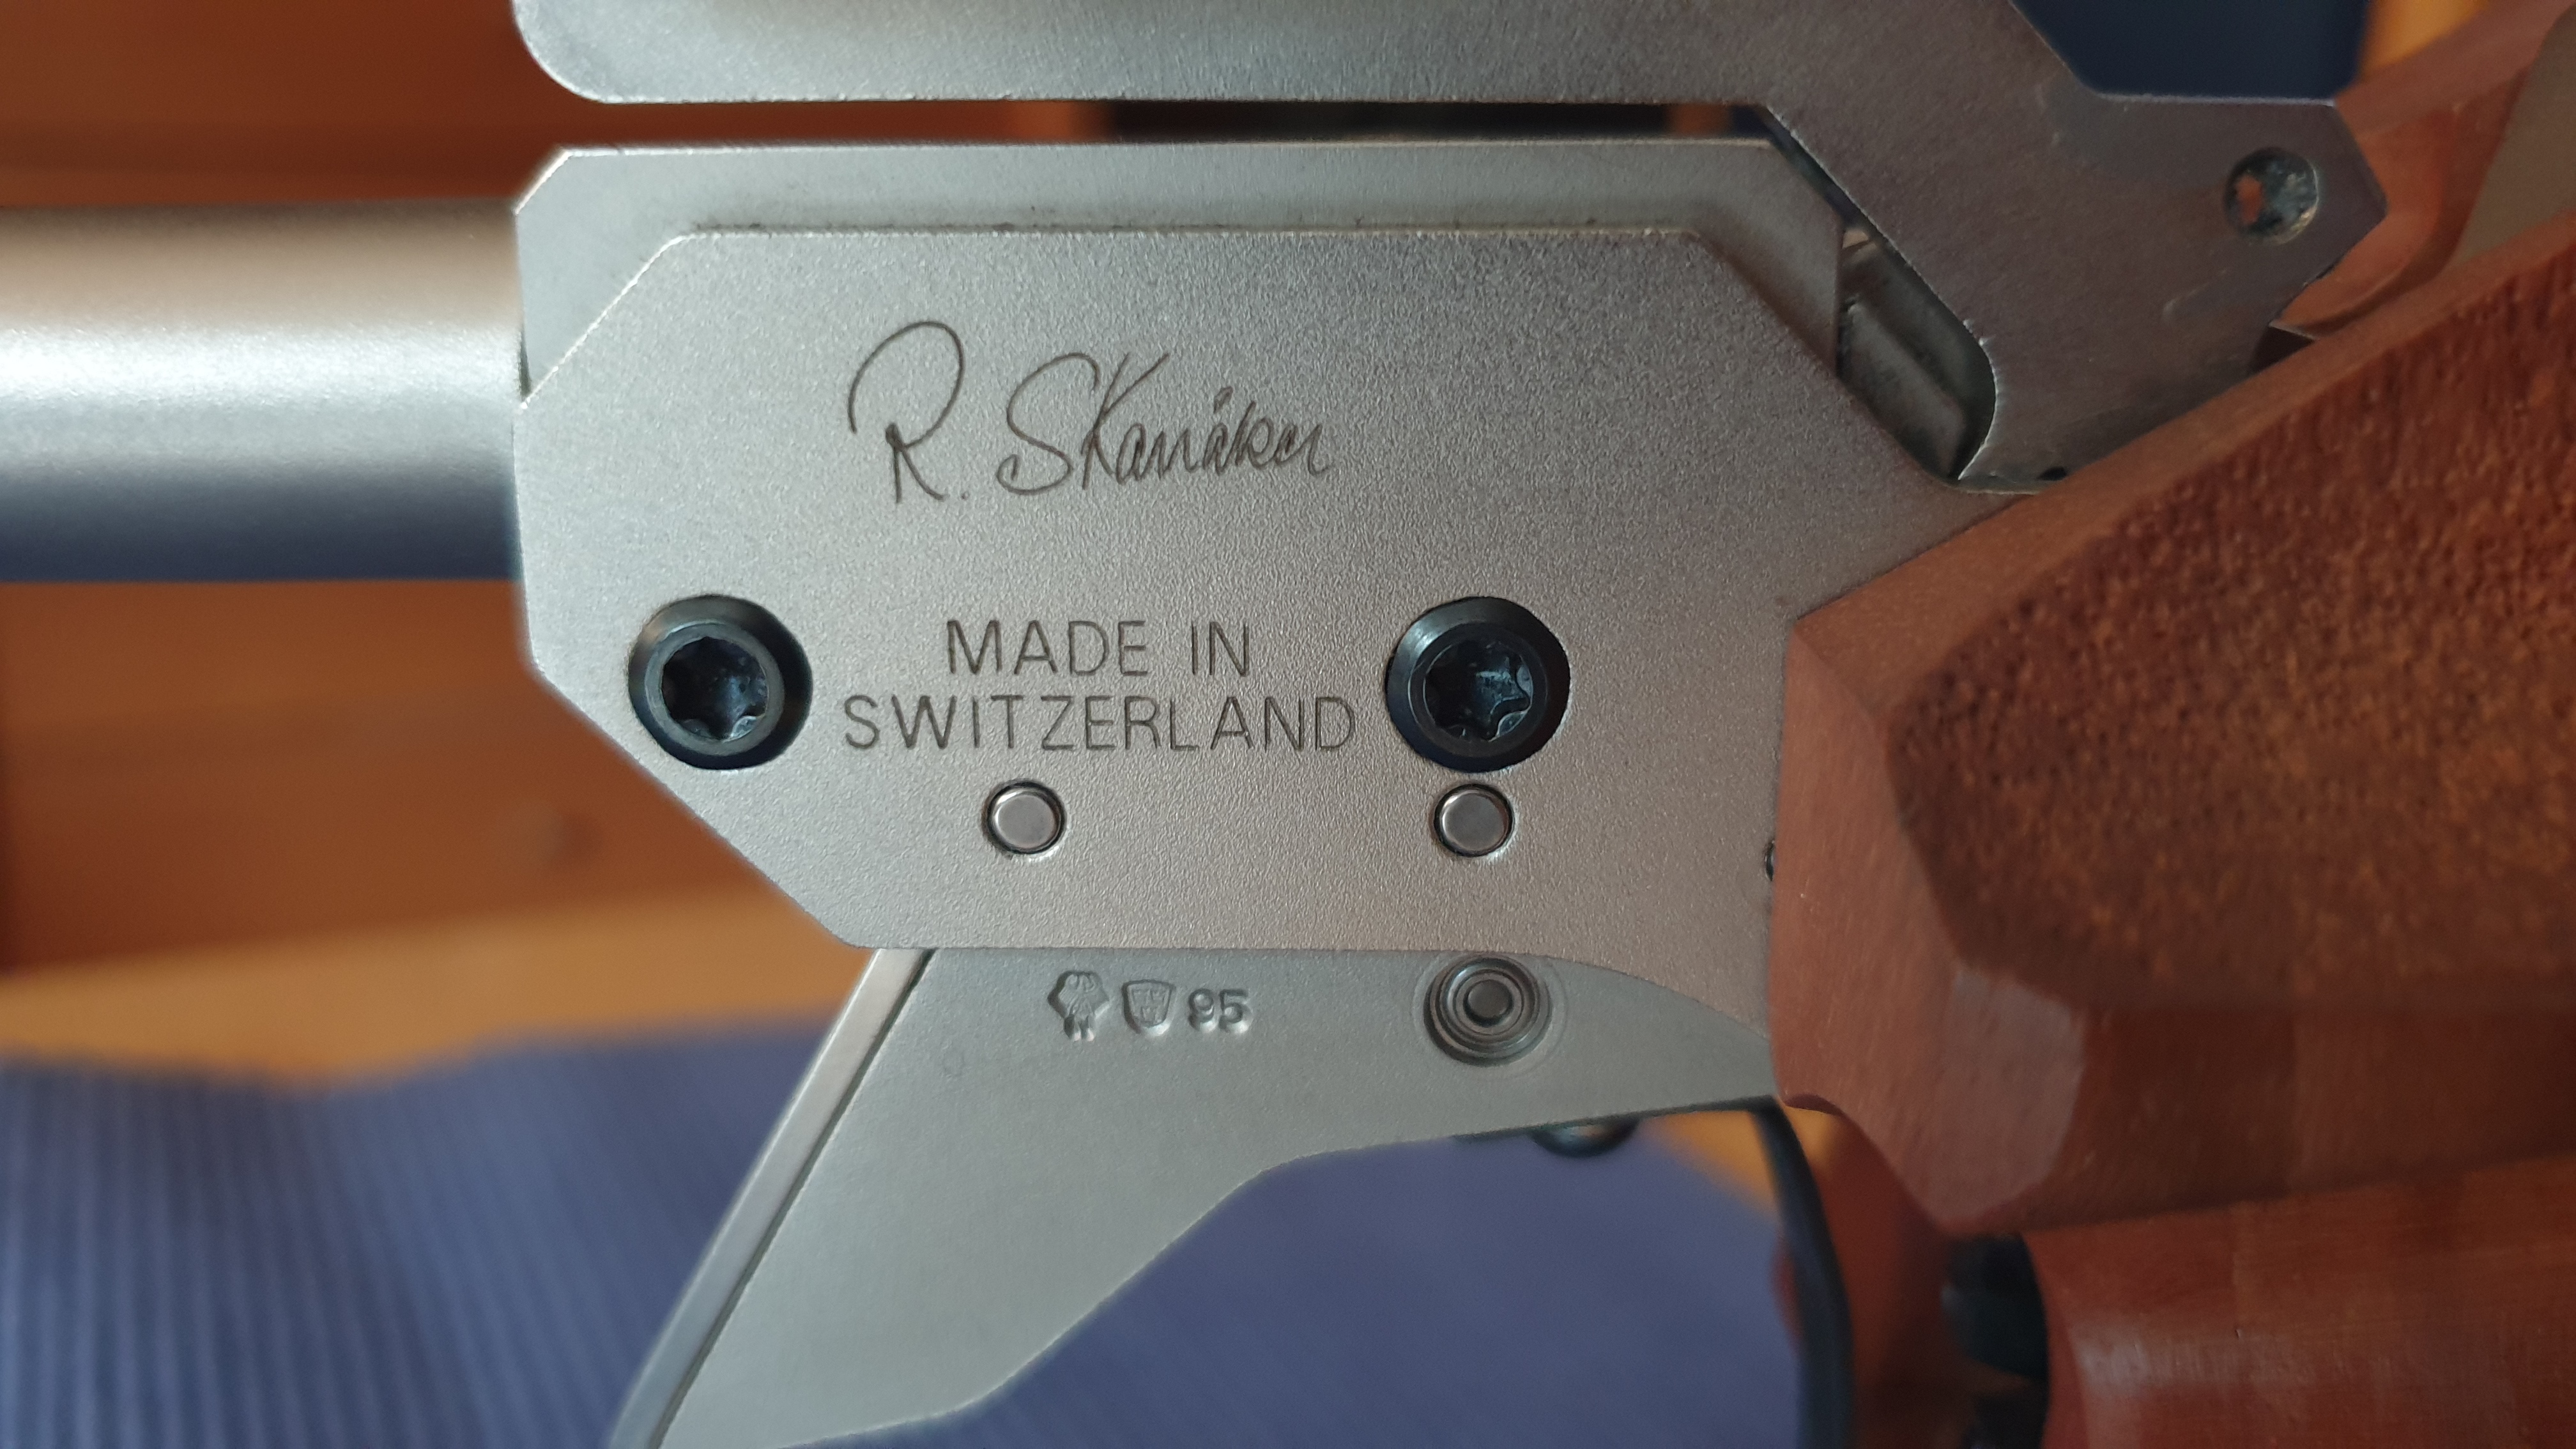 R. Skanåker
MADE IN
SWITZERLAND
95